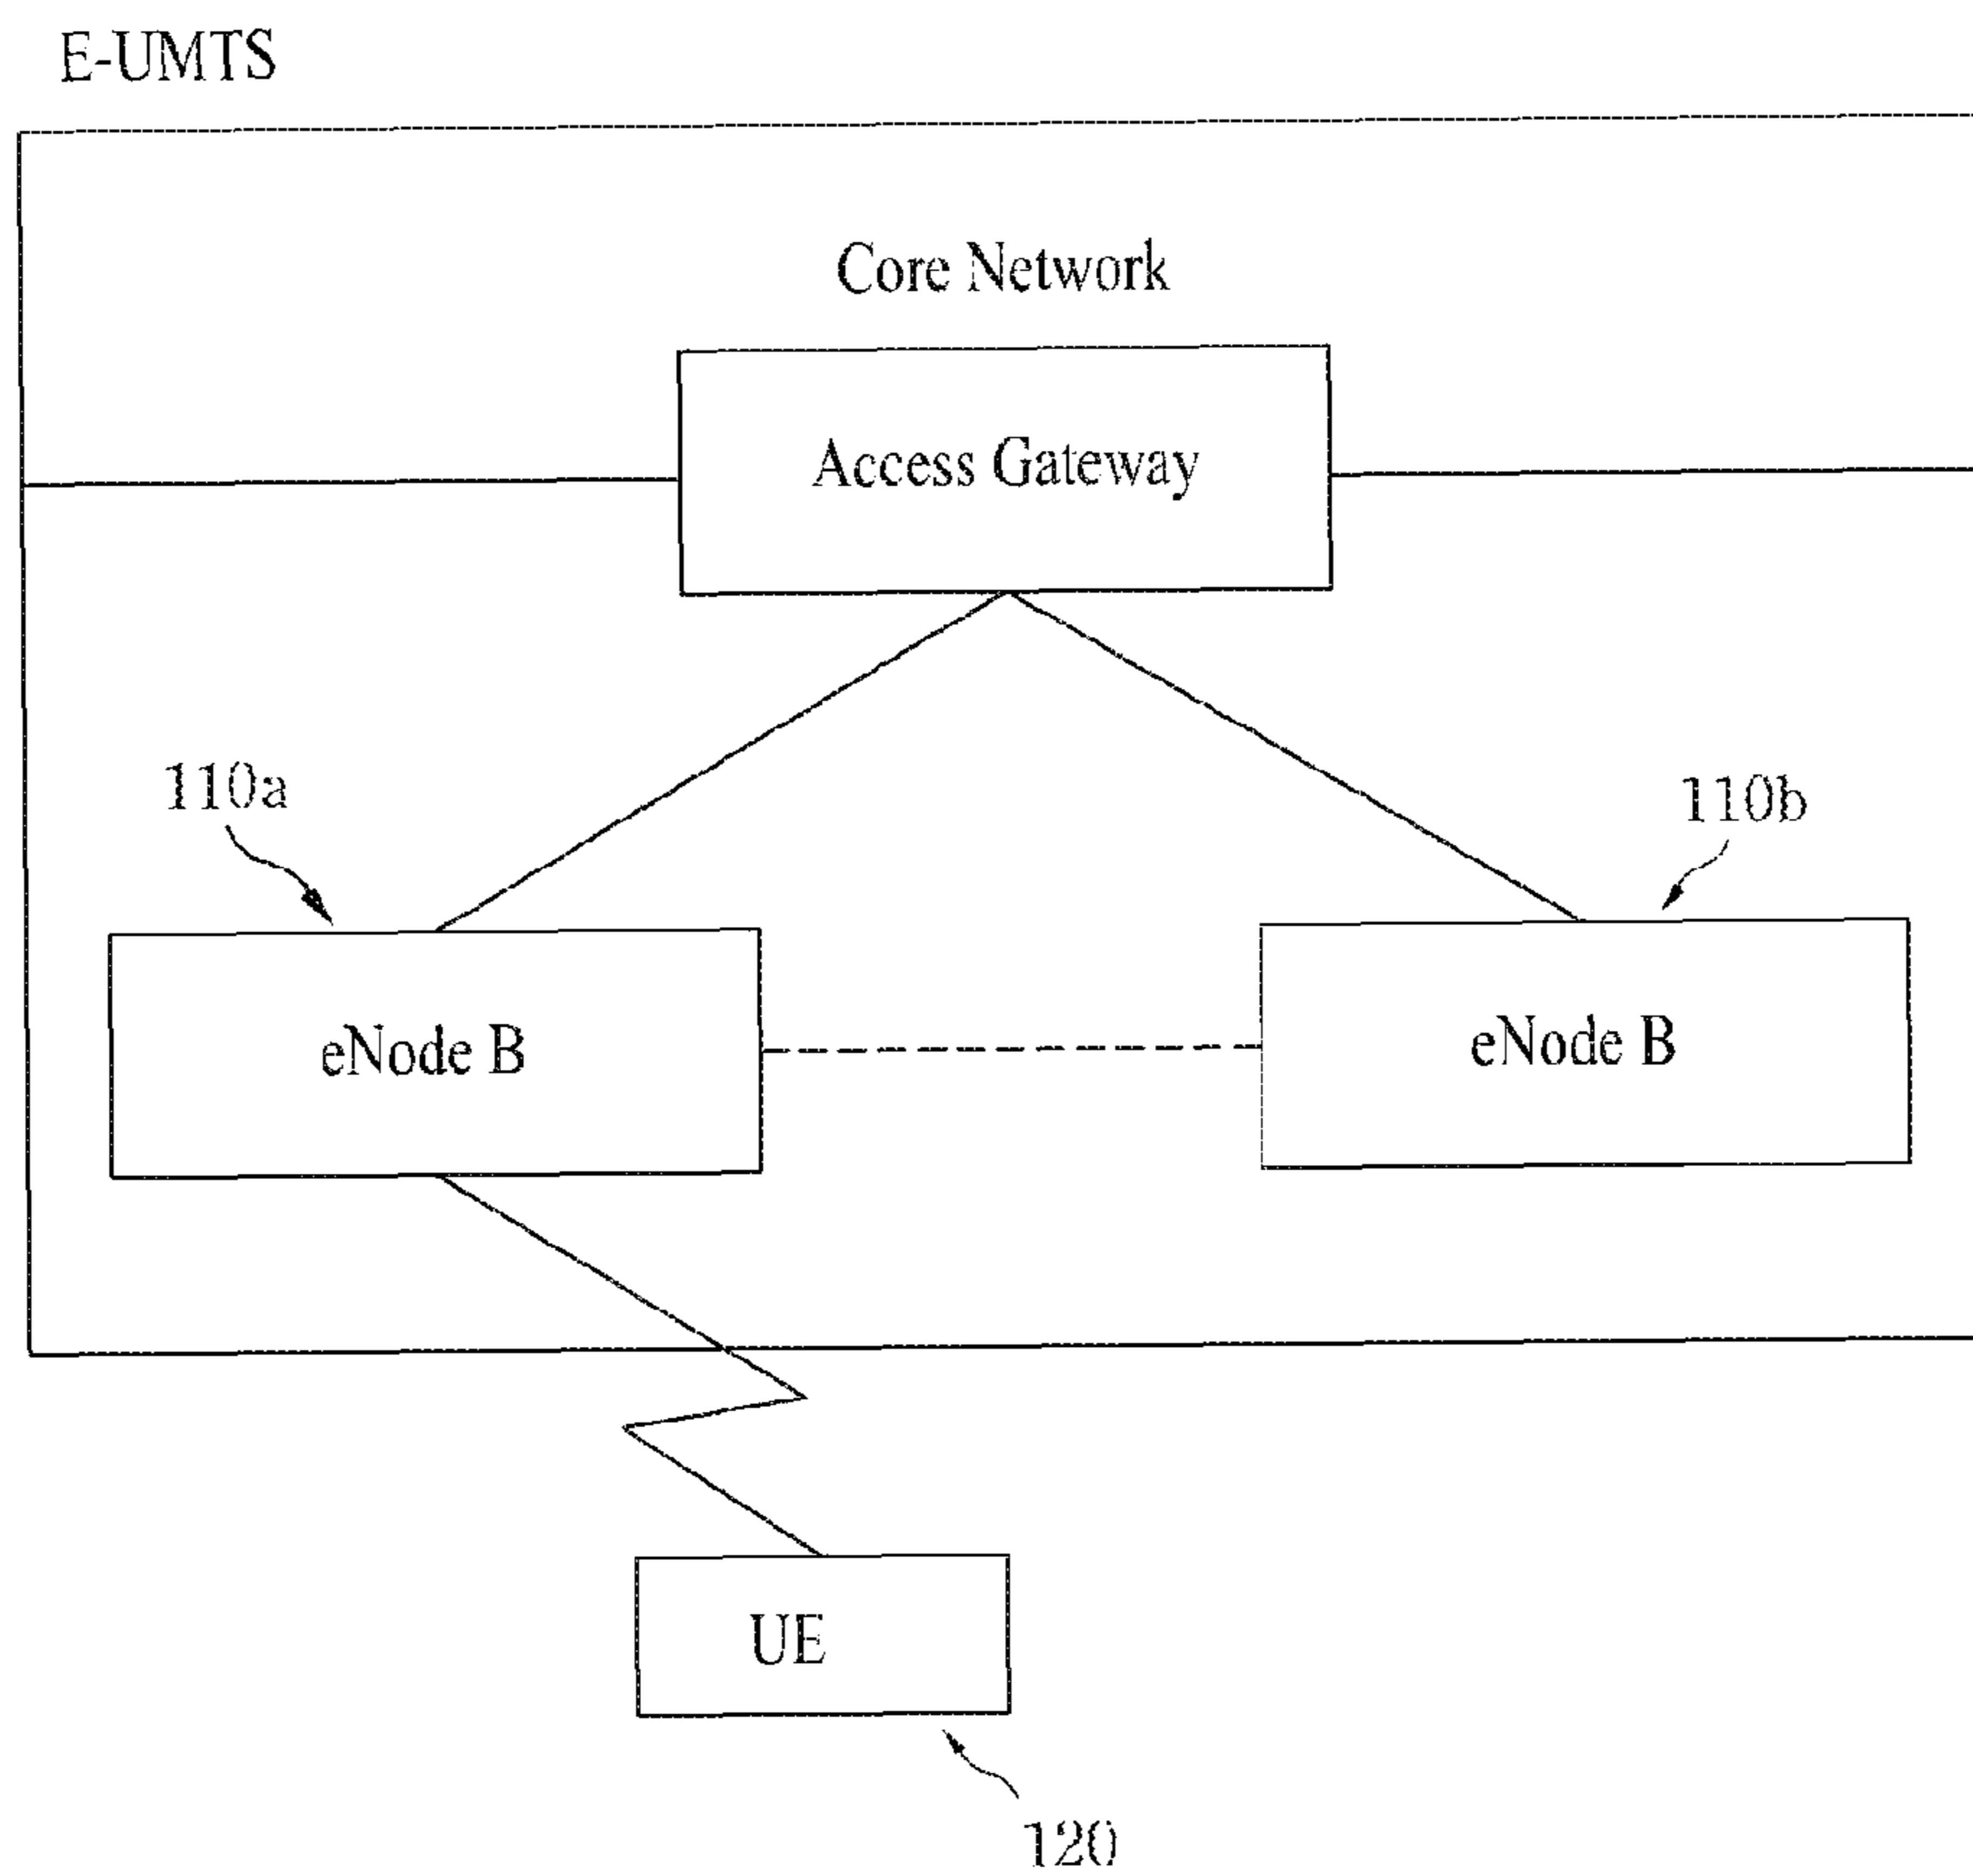 E-UMTS
Core Network
Access Gateway
110a
110b
eNode B
eNode B
UE
120